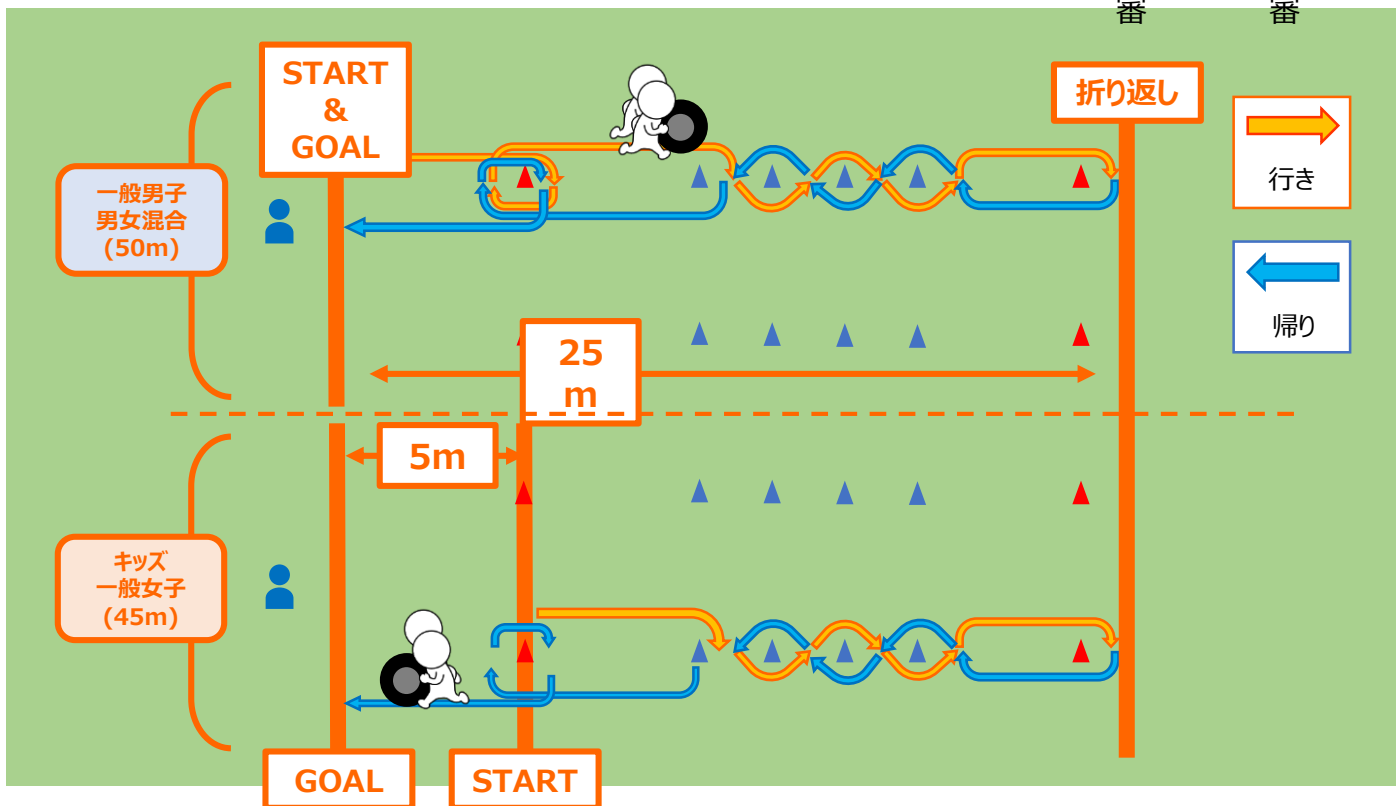 番
番
START
&
GOAL
折り返し
行き
一般男子
男女混合
(50m)
帰り
25
m
5m
キッズ
一般女子
(45m)
GOAL
START